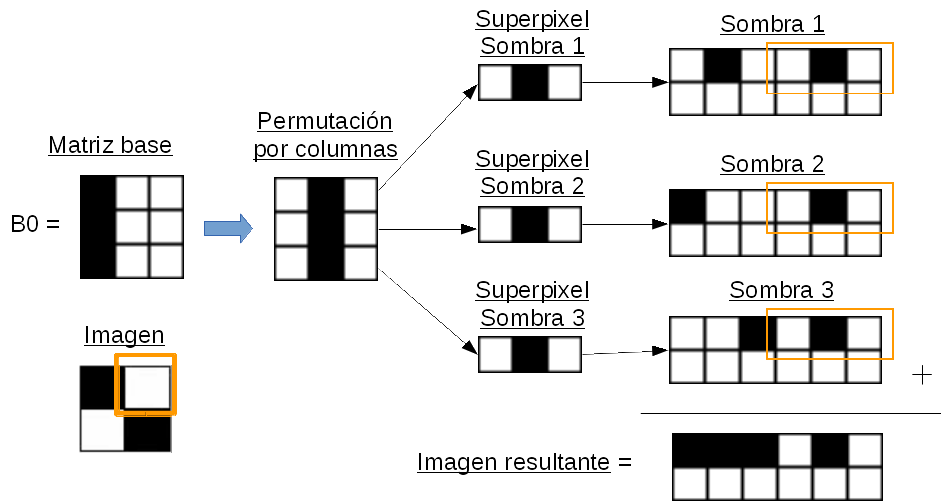 Superpixel
Sombra 1
Sombra 1
Permutación
por columnas
Matriz base
B0 =
Superpixel
Sombra 2
Sombra 2
Superpixel
Sombra 3
Sombra 3
Imagen
+
Imagen resultante =